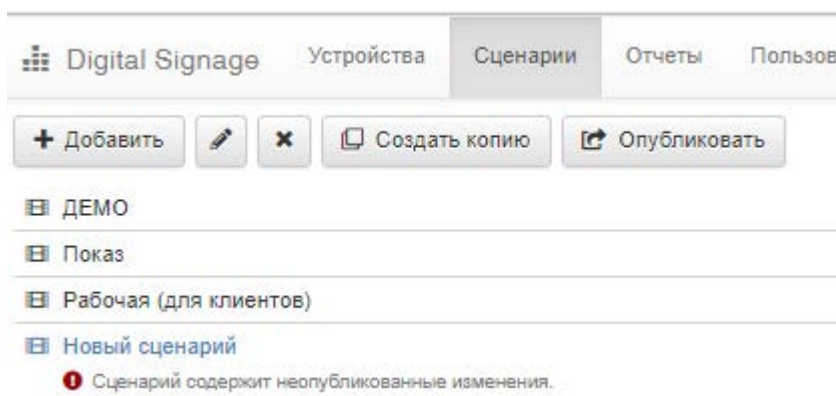 Digital Signage Устройства Сценарии Отчеты Пользов
Добавить Создать копию Опубликовать
ДЕМО
Показ
Рабочая (для клиентов)
Новый сценарий
Сценарий содержит неопубликованные изменения.